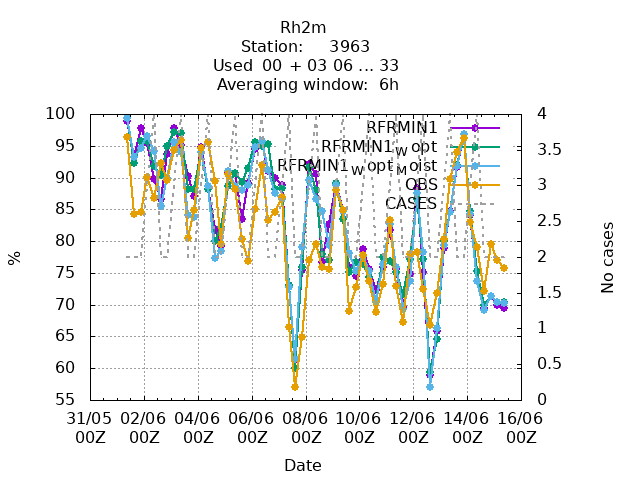 Rh2m
Station: 3963
Used 00 + 03 06 ... 33
Averaging window: 6h
RFRMIN1
RFRMIN1W opt
RFRMIN1W opt Moist
OBS
CASES
%
No cases
100
95
90
85
80
75
70
65
60
55
4
3.5
3
2.5
2
1.5
1
0.5
0
31/05 02/06 04/06 06/06 08/06 10/06 12/06 14/06 16/06
00Z 00Z 00Z 00Z 00Z 00Z 00Z 00Z 00Z
Date